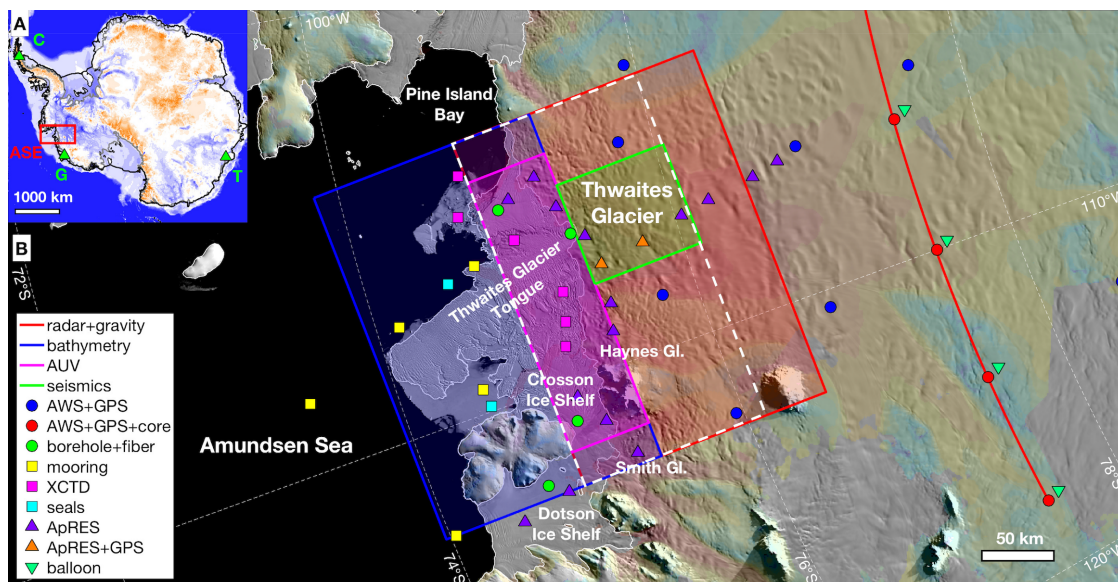 A
C
ASE
G
T
1000 km
B
100°W
Pine Island
Bay
Thwaites
Glacier
110°W
72°S
Thwaites Glacier
Tongue
Haynes Gl.
Crosson
Ice Shelf
Amundsen Sea
Smith Gl.
Dotson
Ice Shelf
74°S
76°S
78°S
120°W
50 km
radar+gravity
bathymetry
AUV
seismics
AWS+GPS
AWS+GPS+core
borehole+fiber
mooring
XCTD
seals
ApRES
ApRES+GPS
balloon